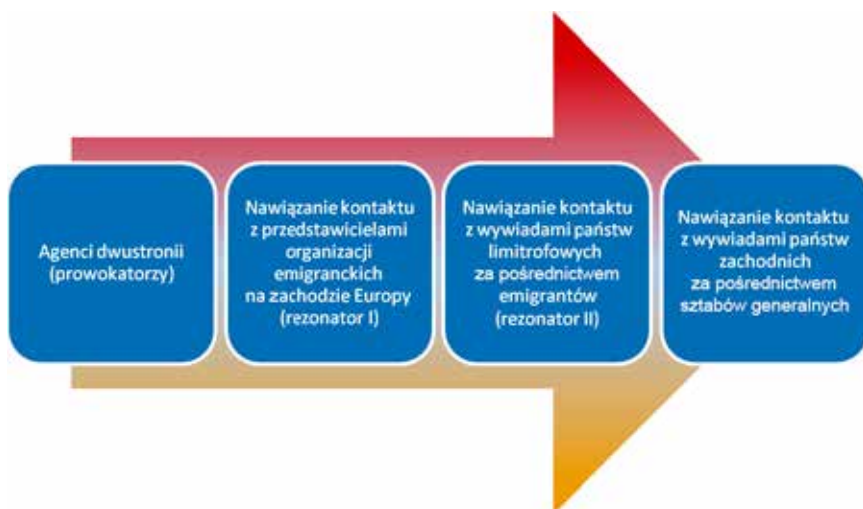 Agenci dwustronii
(prowokatorzy)
Nawiązanie kontaktu
z przedstawicielami
organizacji
emigranckich
na zachodzie Europy
(rezonator I)
Nawiązanie kontaktu
z wywiadami państw
limitrofowych
za pośrednictwem
emigrantów
(rezonator II)
Nawiązanie kontaktu
z wywiadami państw
zachodnich
za pośrednictwem
sztabów generalnych